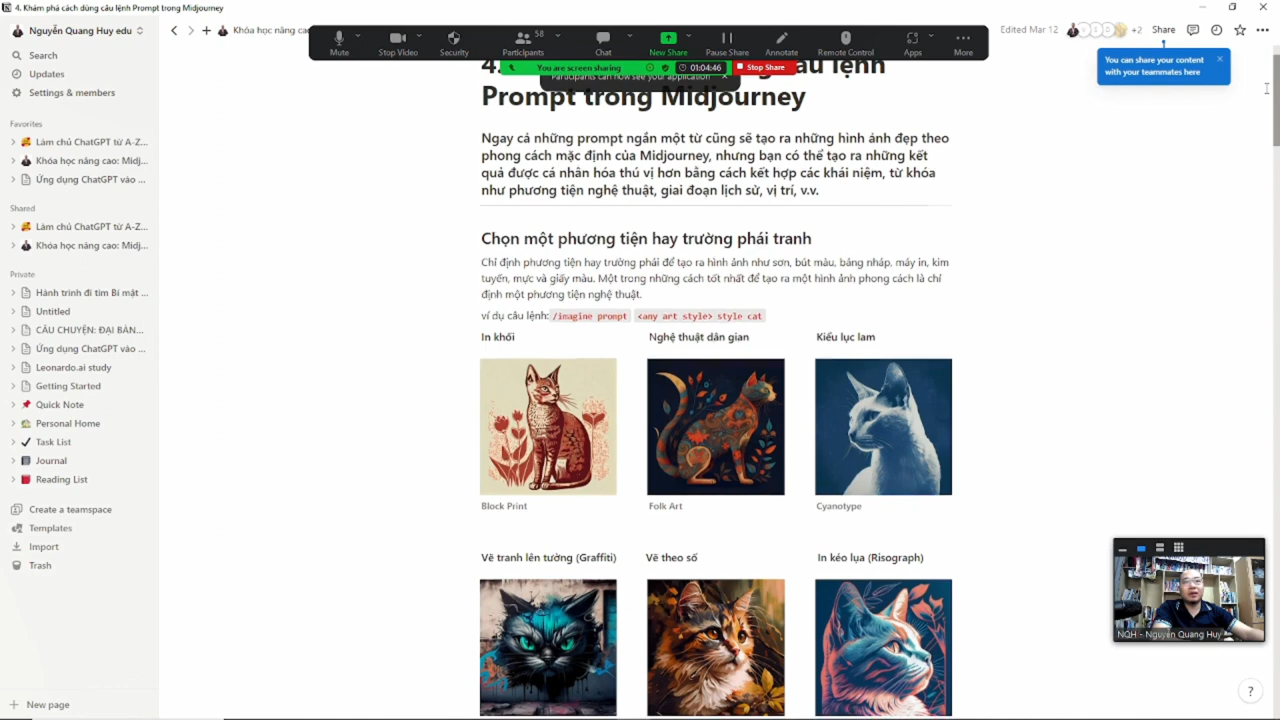 4. Khám phá cách dùng câu lệnh Prompt trong Midjourney
Nguyễn Quang Huy edu
Search
Updates
Settings & members
Favorites
Làm chủ ChatGPT từ A-Z...
Khóa học nâng cao: Midj...
Ứng dụng ChatGPT vào ...
Shared
Làm chủ ChatGPT từ A-Z...
Khóa học nâng cao: Midj...
Private
Hành trình đi tìm Bí mật ...
Untitled
CÂU CHUYỆN: ĐẠI BÀN...
Ứng dụng ChatGPT vào ...
Leonardo.ai study
Getting Started
Quick Note
Personal Home
Task List
Journal
Reading List
Create a teamspace
Templates
Import
Trash
New page
Khóa học nâng cao
Mute
Stop Video
Security
58
Participants
Chat
New Share
Pause Share
Annotate
Remote Control
Apps
More
You are screen sharing
01:04:46
Stop Share
Participants can now see your application
Edited Mar 12
+2
Share
You can share your content
with your teammates here
4.
câu lệnh
Prompt trong Midjourney
Ngay cả những prompt ngắn một từ cũng sẽ tạo ra những hình ảnh đẹp theo
phong cách mặc định của Midjourney, nhưng bạn có thể tạo ra những kết
quả được cá nhân hóa thú vị hơn bằng cách kết hợp các khái niệm, từ khóa
như phương tiện nghệ thuật, giai đoạn lịch sử, vị trí, v.v.
Chọn một phương tiện hay trường phái tranh
Chỉ định phương tiện hay trường phái để tạo ra hình ảnh như sơn, bút màu, bảng nháp, máy in, kim
tuyến, mực và giấy màu. Một trong những cách tốt nhất để tạo ra một hình ảnh phong cách là chỉ
định một phương tiện nghệ thuật.
ví dụ câu lệnh: /imagine prompt <any art style> style cat
In khối
Nghệ thuật dân gian
Kiểu lục lam
Block Print
Folk Art
Cyanotype
Vẽ tranh lên tường (Graffiti)
Vẽ theo số
In kéo lụa (Risograph)
NQH - Nguyễn Quang Huy
?